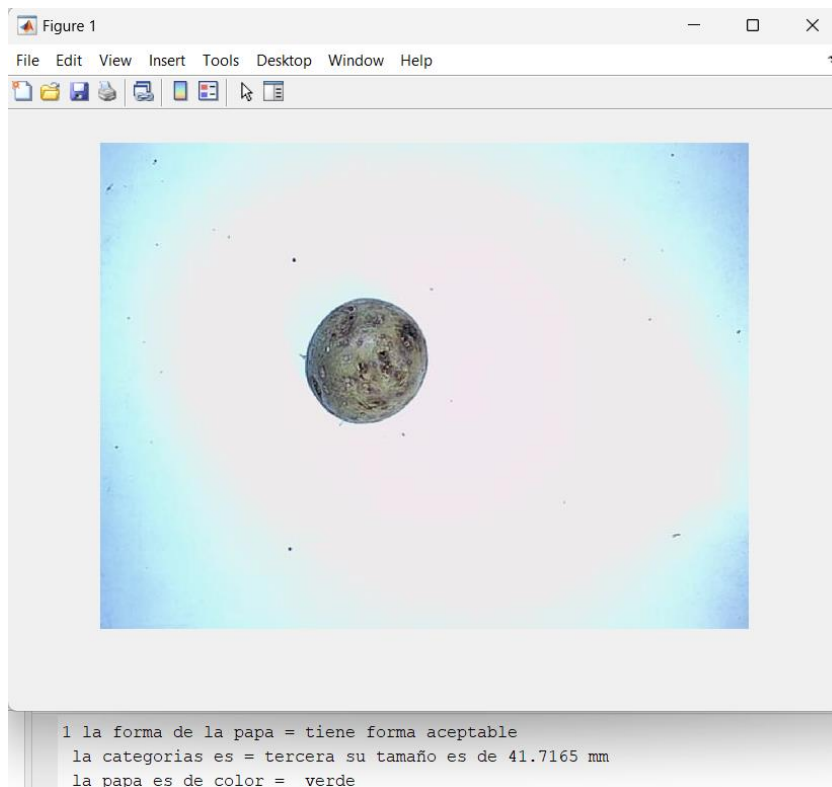 Figure 1
File Edit View Insert Tools Desktop Window Help
1 la forma de la papa = tiene forma aceptable
la categorias es = tercera su tamaño es de 41.7165 mm
la papa es de color = verde